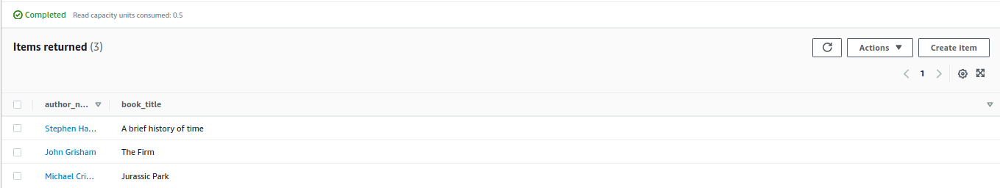 Completed Read capacity units consumed: 0.5
Items returned (3)
Actions
Create item
1
author_n... book_title
Stephen Ha... A brief history of time
John Grisham The Firm
Michael Cri... Jurassic Park